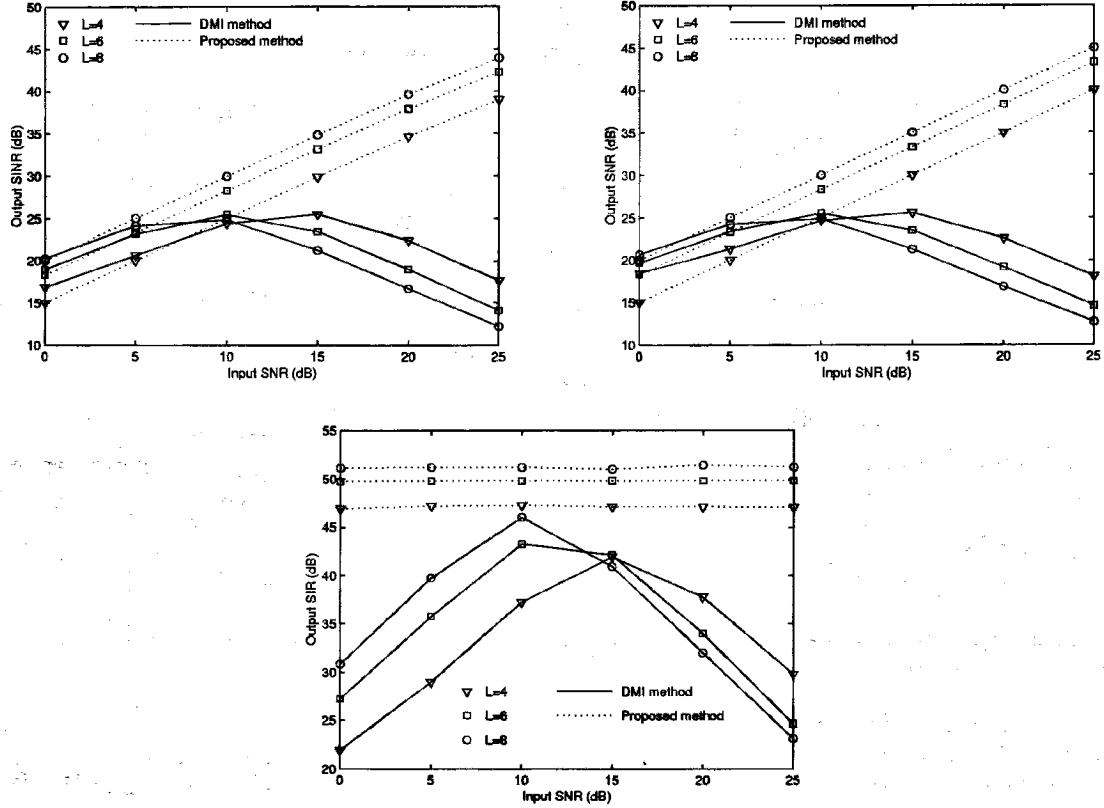 L=4 DMI method
L=6 Proposed method
L=8
50
45
40
35
30
25
20
15
10
Output SINR (dB)
0 5 10 15 20 25
Input SNR (dB)
L=4 DMI method
L=6 Proposed method
L=8
50
45
40
35
30
25
20
15
10
Output SNR (dB)
0 5 10 15 20 25
Input SNR (dB)
55
50
45
40
35
30
25
20
Output SIR (dB)
L=4 DMI method
L=6 Proposed method
L=8
0 5 10 15 20 25
Input SNR (dB)